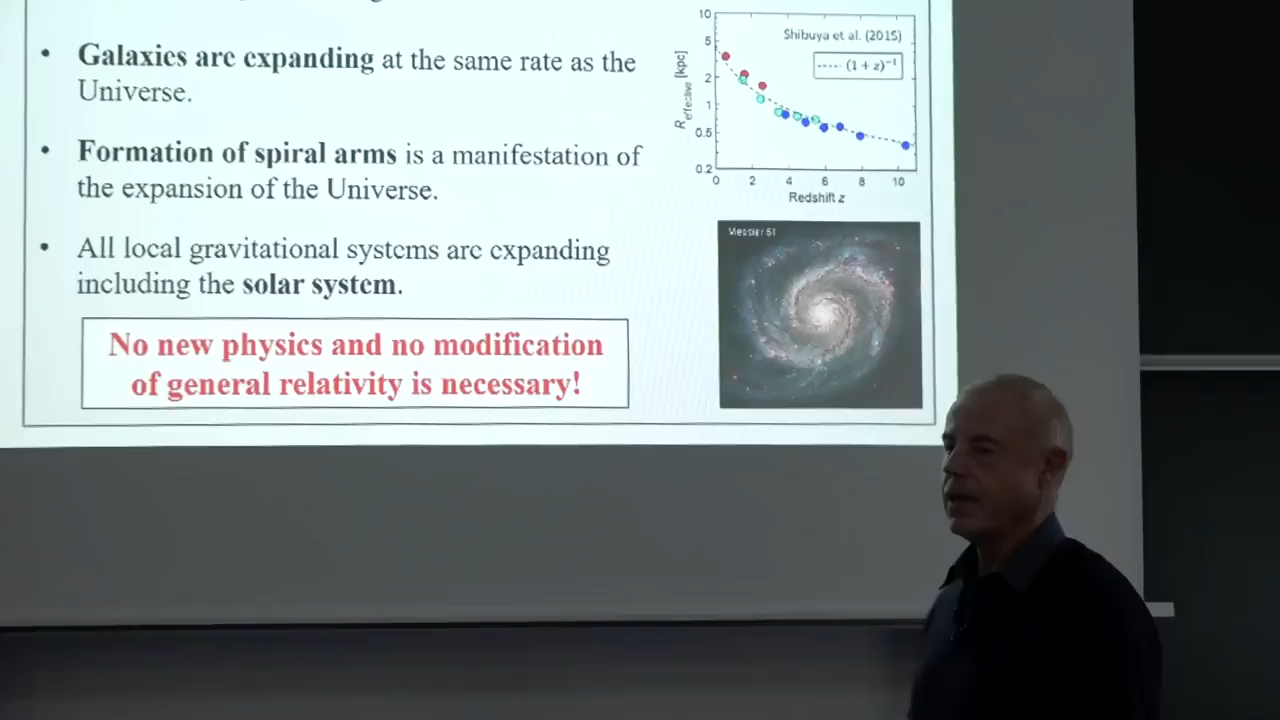 • Galaxies are expanding at the same rate as the
Universe.
• Formation of spiral arms is a manifestation of
the expansion of the Universe.
• All local gravitational systems are expanding
including the solar system.
No new physics and no modification
of general relativity is necessary!
Shibuya et al. (2015)
(1 + z)⁻¹
R effective [kpc]
10
5
2
1
0.5
0.2
0 2 4 6 8 10
Redshift z
Messier 51